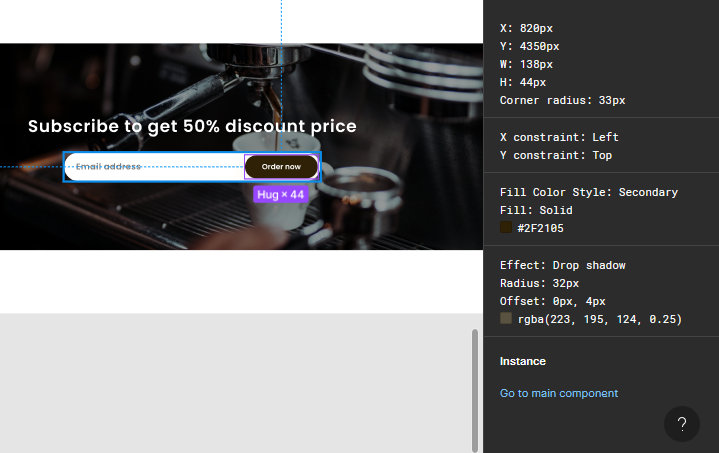 Subscribe to get 50% discount price
Email address
Order now
Hug × 44
X: 820px
Y: 4350px
W: 138px
H: 44px
Corner radius: 33px
X constraint: Left
Y constraint: Top
Fill Color Style: Secondary
Fill: Solid
#2F2105
Effect: Drop shadow
Radius: 32px
Offset: 0px, 4px
rgba(223, 195, 124, 0.25)
Instance
Go to main component
?